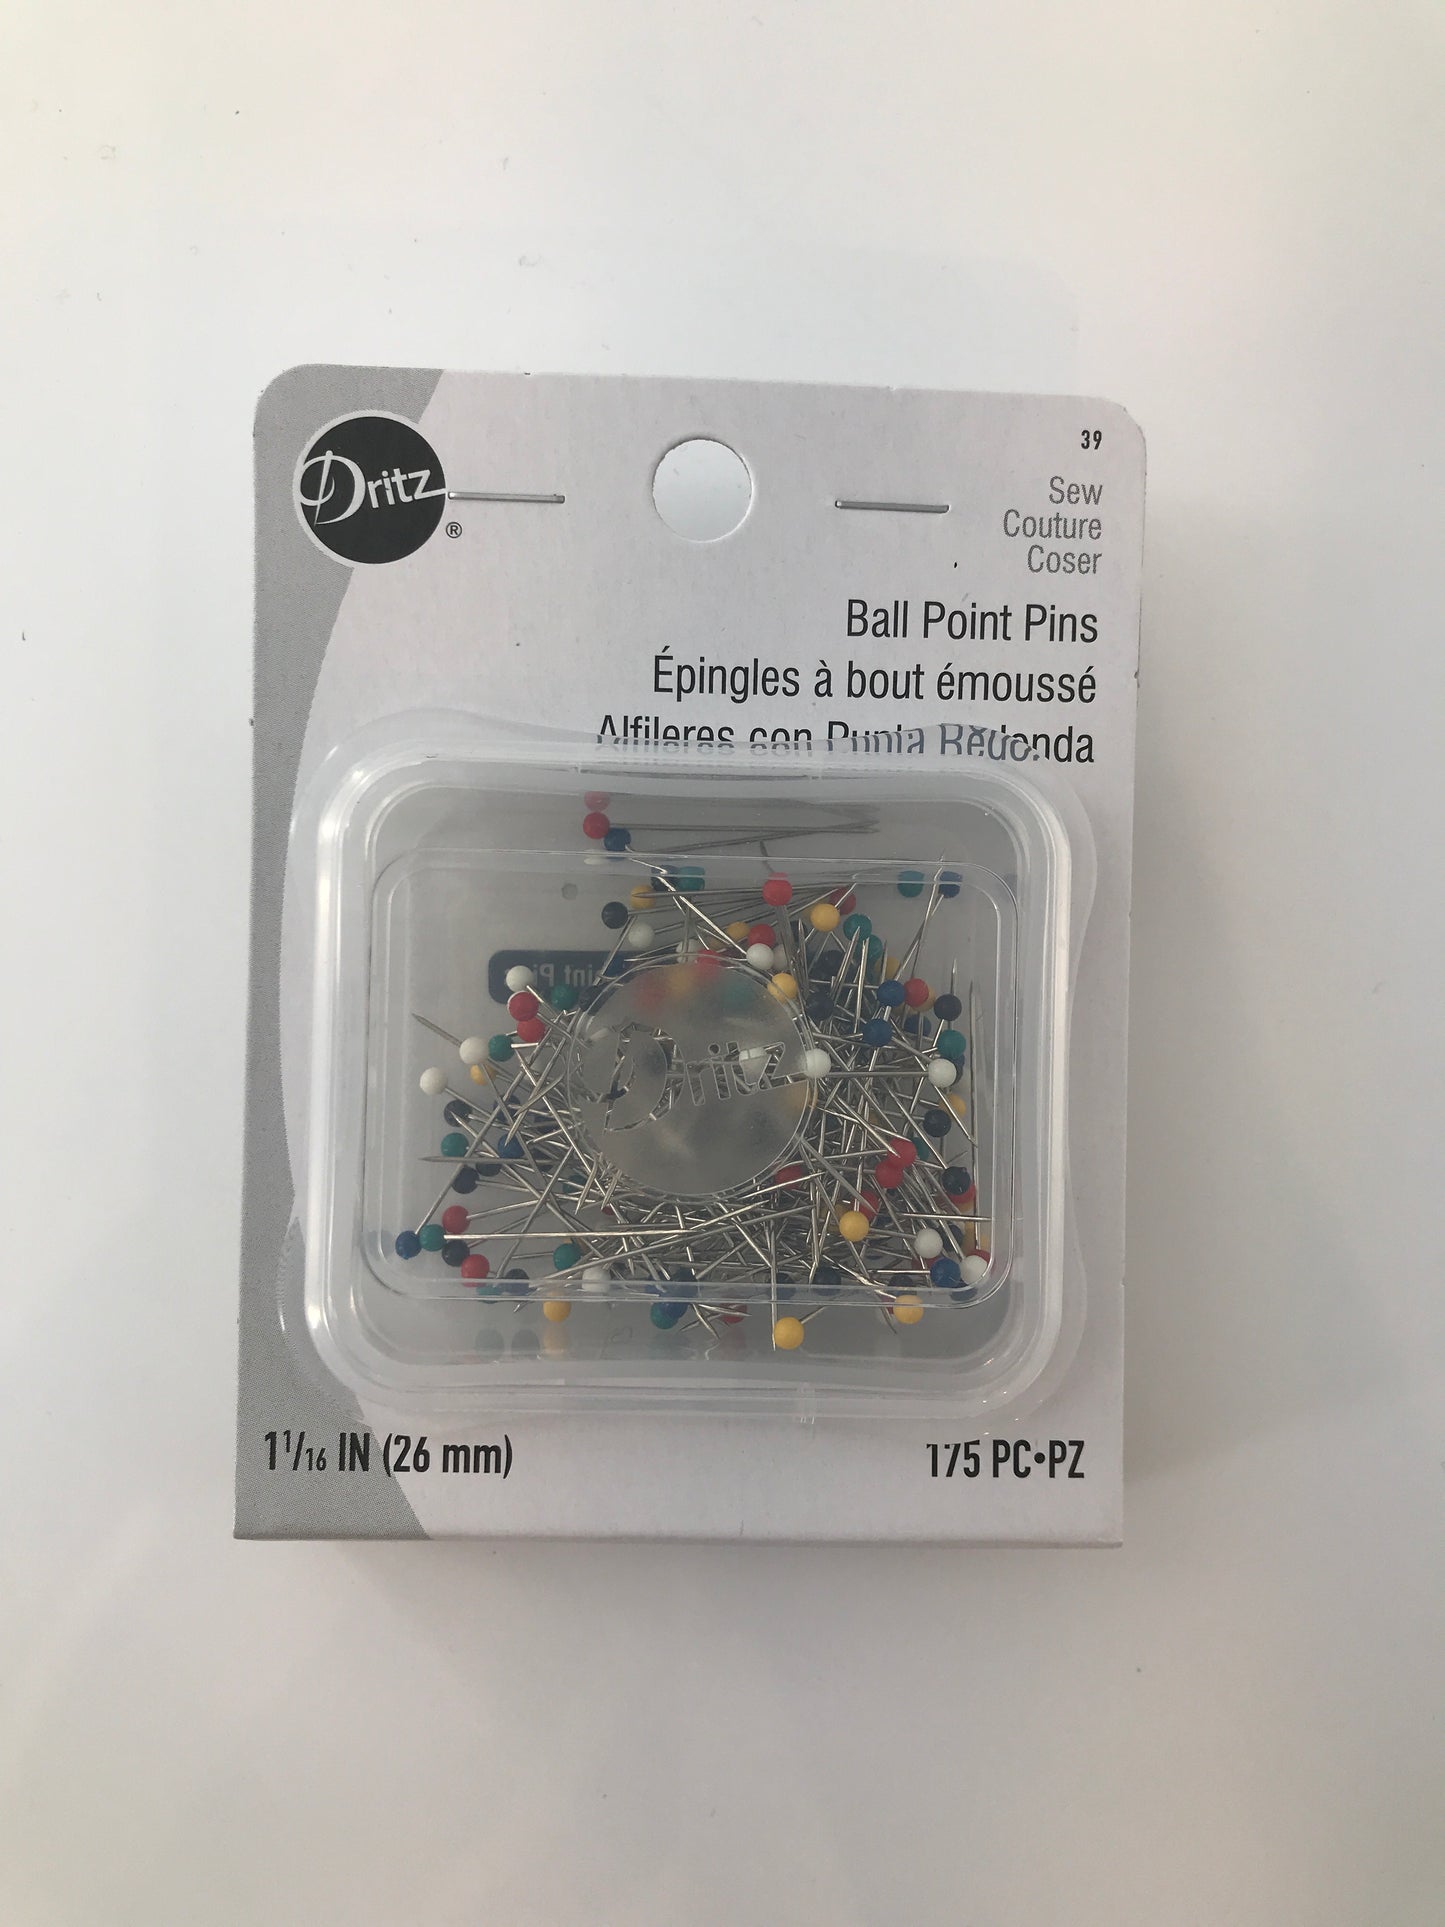 Dritz
®
39
Sew
Couture
Coser
Ball Point Pins
Épingles à bout émoussé
Alfileres con Punta Redonda
Dritz
1 1/16 IN (26 mm)
175 PC•PZ